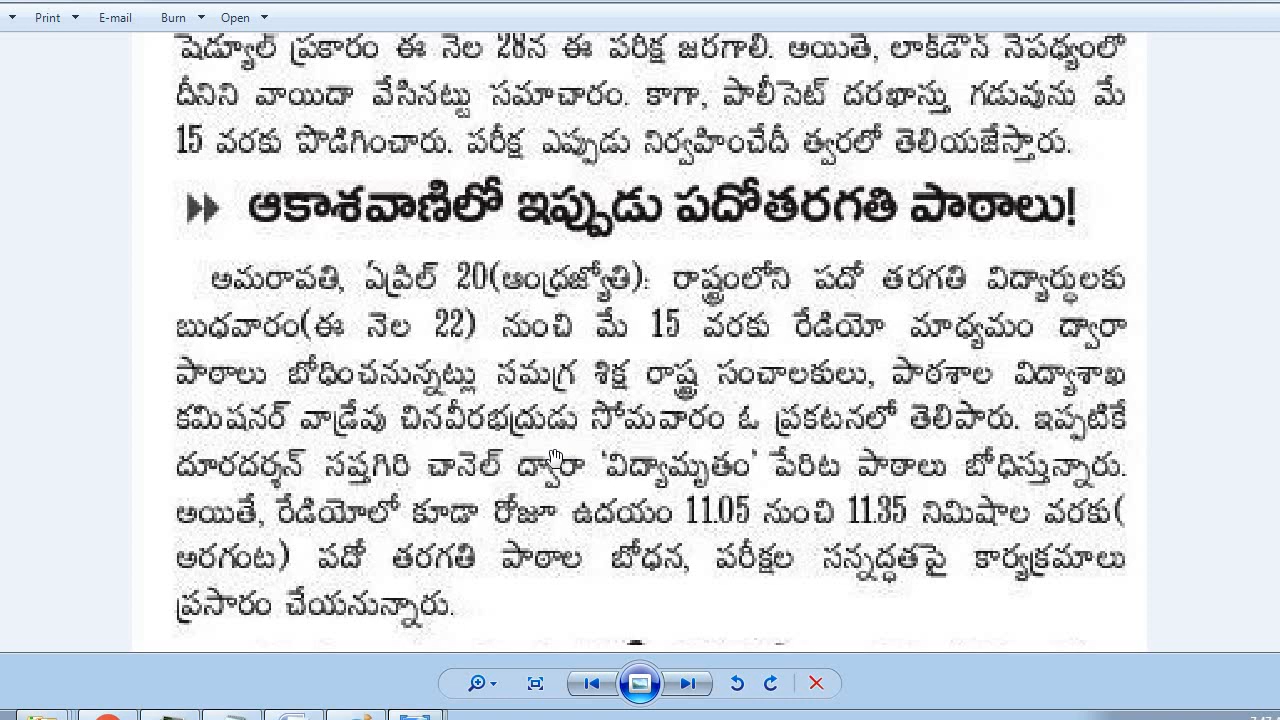 Print E-mail Burn Open
షెడ్యూల్ ప్రకారం ఈ నెల 28న ఈ పరీక్ష జరగాలి. అయితే, లాక్‌డౌన్ నేపథ్యంలో
దీనిని వాయిదా వేసినట్టు సమాచారం. కాగా, పాలీసెట్ దరఖాస్తు గడువును మే
15 వరకు పొడిగించారు. పరీక్ష ఎప్పుడు నిర్వహించేదీ త్వరలో తెలియజేస్తారు.
ఆకాశవాణిలో ఇప్పుడు పదోతరగతి పాఠాలు!
అమరావతి, ఏప్రిల్ 20(ఆంధ్రజ్యోతి): రాష్ట్రంలోని పదో తరగతి విద్యార్థులకు
బుధవారం(ఈ నెల 22) నుంచి మే 15 వరకు రేడియో మాధ్యమం ద్వారా
పాఠాలు బోధించనున్నట్లు సమగ్ర శిక్ష రాష్ట్ర సంచాలకులు, పాఠశాల విద్యాశాఖ
కమిషనర్ వాడ్రేవు చినవీరభద్రుడు సోమవారం ఓ ప్రకటనలో తెలిపారు. ఇప్పటికే
దూరదర్శన్ సప్తగిరి చానెల్ ద్వారా 'విద్యామృతం' పేరిట పాఠాలు బోధిస్తున్నారు.
అయితే, రేడియోలో కూడా రోజూ ఉదయం 11.05 నుంచి 11.35 నిమిషాల వరకు(
అరగంట) పదో తరగతి పాఠాల బోధన, పరీక్షల సన్నద్ధతపై కార్యక్రమాలు
ప్రసారం చేయనున్నారు.